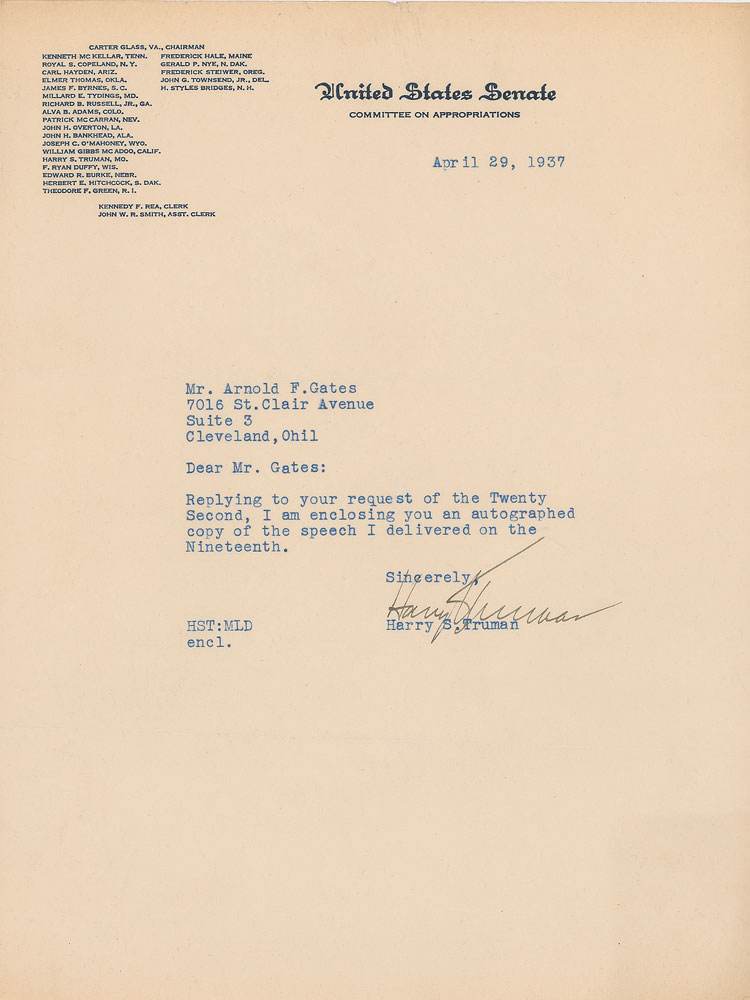 CARTER GLASS, VA., CHAIRMAN
KENNETH MC KELLAR, TENN.
ROYAL S. COPELAND, N. Y.
CARL HAYDEN, ARIZ.
ELMER THOMAS, OKLA.
JAMES F. BYRNES, S. C.
MILLARD E. TYDINGS, MD.
RICHARD B. RUSSELL, JR., GA.
ALVA B. ADAMS, COLO.
PATRICK MC CARRAN, NEV.
JOHN H. OVERTON, LA.
JOHN H. BANKHEAD, ALA.
JOSEPH C. O'MAHONEY, WYO.
WILLIAM GIBBS MC ADOO, CALIF.
HARRY S. TRUMAN, MO.
F. RYAN DUFFY, WIS.
EDWARD R. BURKE, NEBR.
HERBERT E. HITCHCOCK, S. DAK.
THEODORE F. GREEN, R. I.
FREDERICK HALE, MAINE
GERALD P. NYE, N. DAK.
FREDERICK STEIWER, OREG.
JOHN G. TOWNSEND, JR., DEL.
H. STYLES BRIDGES, N. H.
KENNEDY F. REA, CLERK
JOHN W. R. SMITH, ASST. CLERK
United States Senate
COMMITTEE ON APPROPRIATIONS
April 29, 1937
Mr. Arnold F.Gates
7016 St.Clair Avenue
Suite 3
Cleveland,Ohil
Dear Mr. Gates:
Replying to your request of the Twenty
Second, I am enclosing you an autographed
copy of the speech I delivered on the
Nineteenth.
Sincerely,
Harry S Truman
Harry S.Truman
HST:MLD
encl.